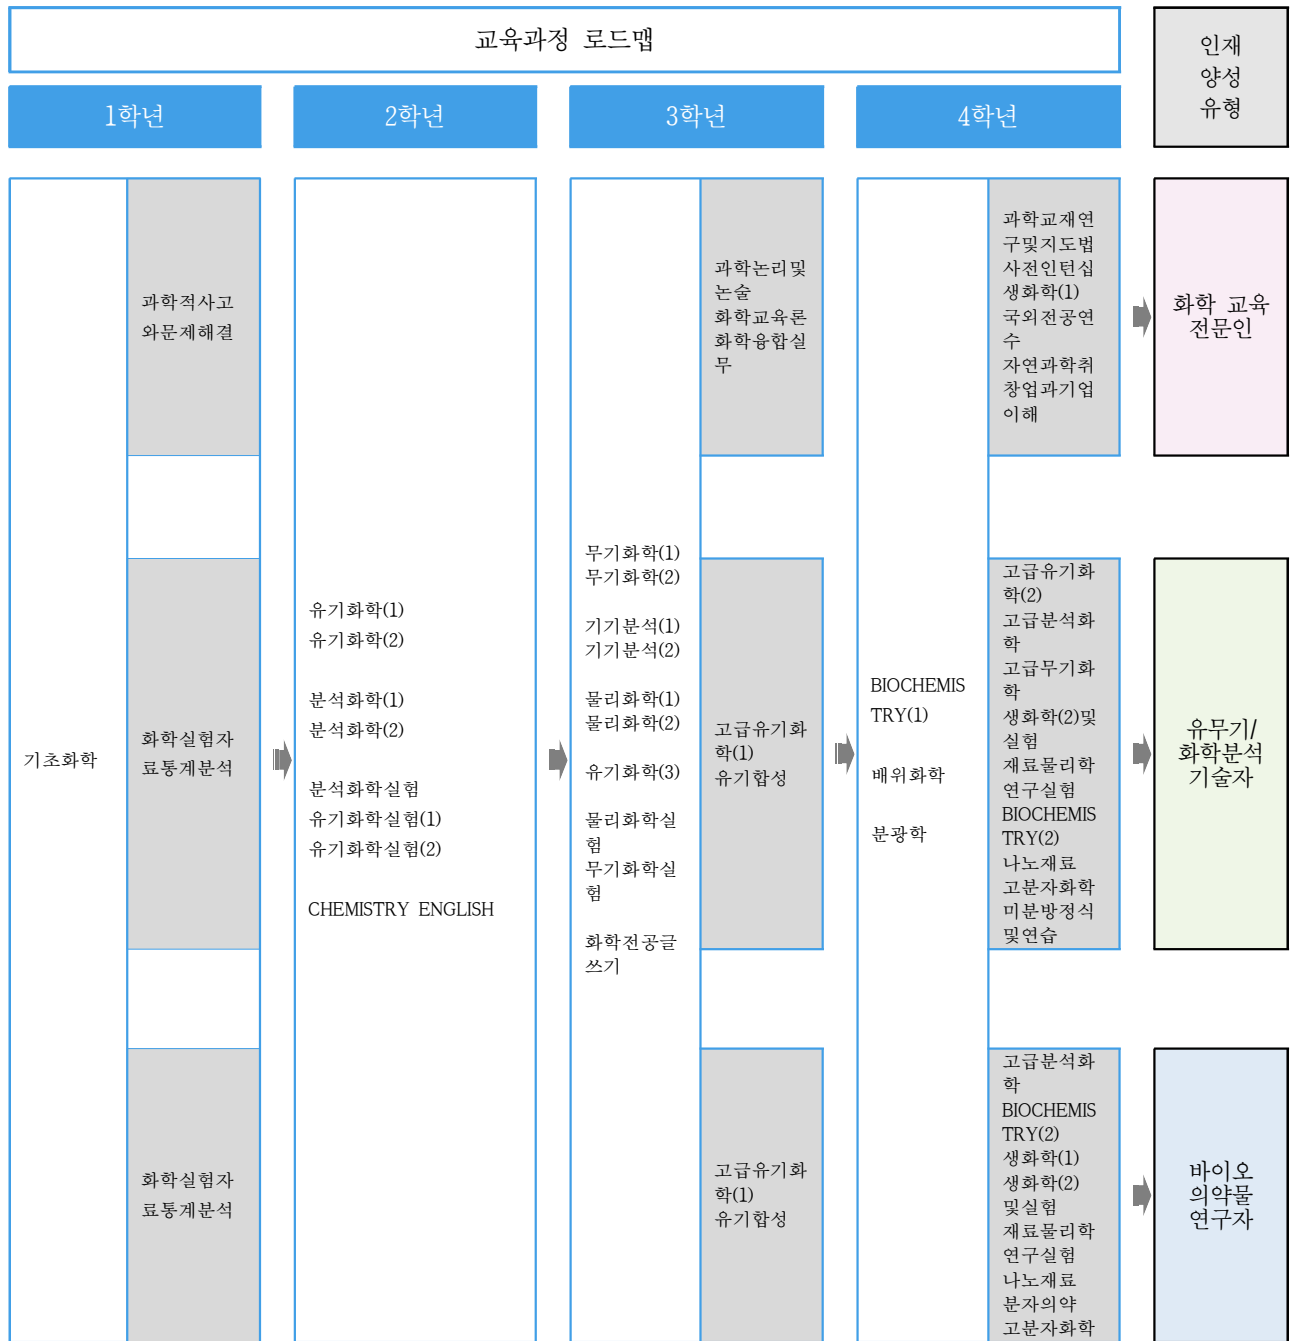 교육과정 로드맵
인재
양성
유형
1학년
2학년
3학년
4학년
기초화학
과학적사고
와문제해결
화학실험자
료통계분석
화학실험자
료통계분석
유기화학(1)
유기화학(2)
분석화학(1)
분석화학(2)
분석화학실험
유기화학실험(1)
유기화학실험(2)
CHEMISTRY ENGLISH
무기화학(1)
무기화학(2)
기기분석(1)
기기분석(2)
물리화학(1)
물리화학(2)
유기화학(3)
물리화학실
험
무기화학실
험
화학전공글
쓰기
과학논리및
논술
화학교육론
화학융합실
무
고급유기화
학(1)
유기합성
고급유기화
학(1)
유기합성
BIOCHEMIS
TRY(1)
배위화학
분광학
과학교재연
구및지도법
사전인턴십
생화학(1)
국외전공연
수
자연과학취
창업과기업
이해
고급유기화
학(2)
고급분석화
학
고급무기화
학
생화학(2)및
실험
재료물리학
연구실험
BIOCHEMIS
TRY(2)
나노재료
고분자화학
미분방정식
및연습
고급분석화
학
BIOCHEMIS
TRY(2)
생화학(1)
생화학(2)
및실험
재료물리학
연구실험
나노재료
분자의약
고분자화학
화학 교육
전문인
유무기/
화학분석
기술자
바이오
의약물
연구자